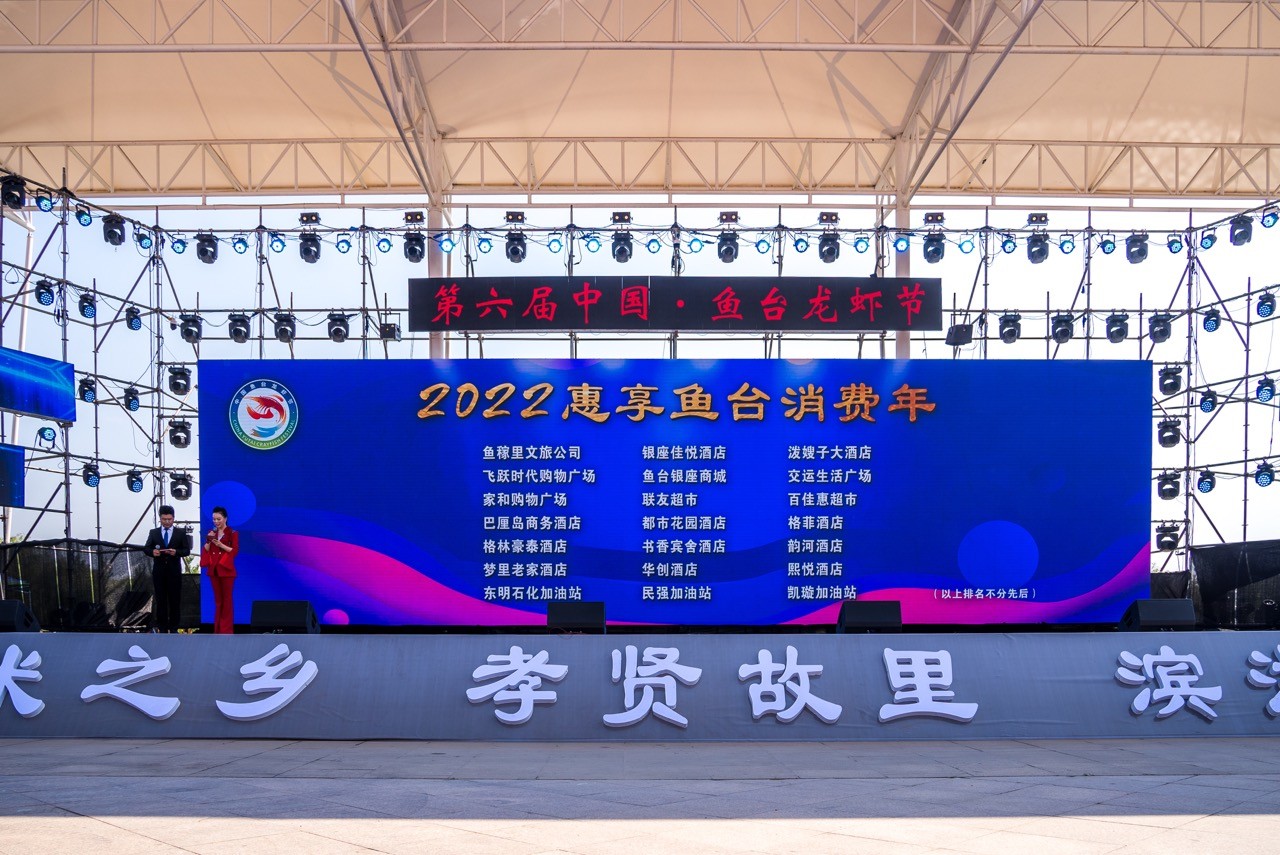 第六届中国·鱼台龙虾节
2022惠享鱼台消费年
鱼稼里文旅公司 银座佳悦酒店 泼嫂子大酒店
飞跃时代购物广场 鱼台银座商城 交运生活广场
家和购物广场 联友超市 百佳惠超市
巴厘岛商务酒店 都市花园酒店 格菲酒店
格林豪泰酒店 书香宾舍酒店 韵河酒店
梦里老家酒店 华创酒店 熙悦酒店
东明石化加油站 民强加油站 凯璇加油站
（以上排名不分先后）
米之乡 孝贤故里 滨